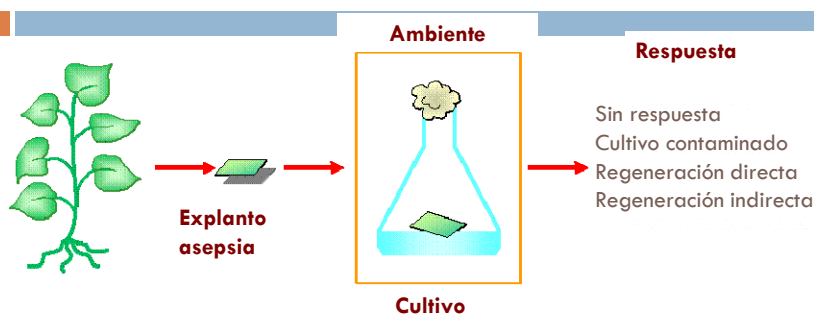 Ambiente
Respuesta
Sin respuesta
Cultivo contaminado
Regeneración directa
Regeneración indirecta
Explanto
asepsia
Cultivo